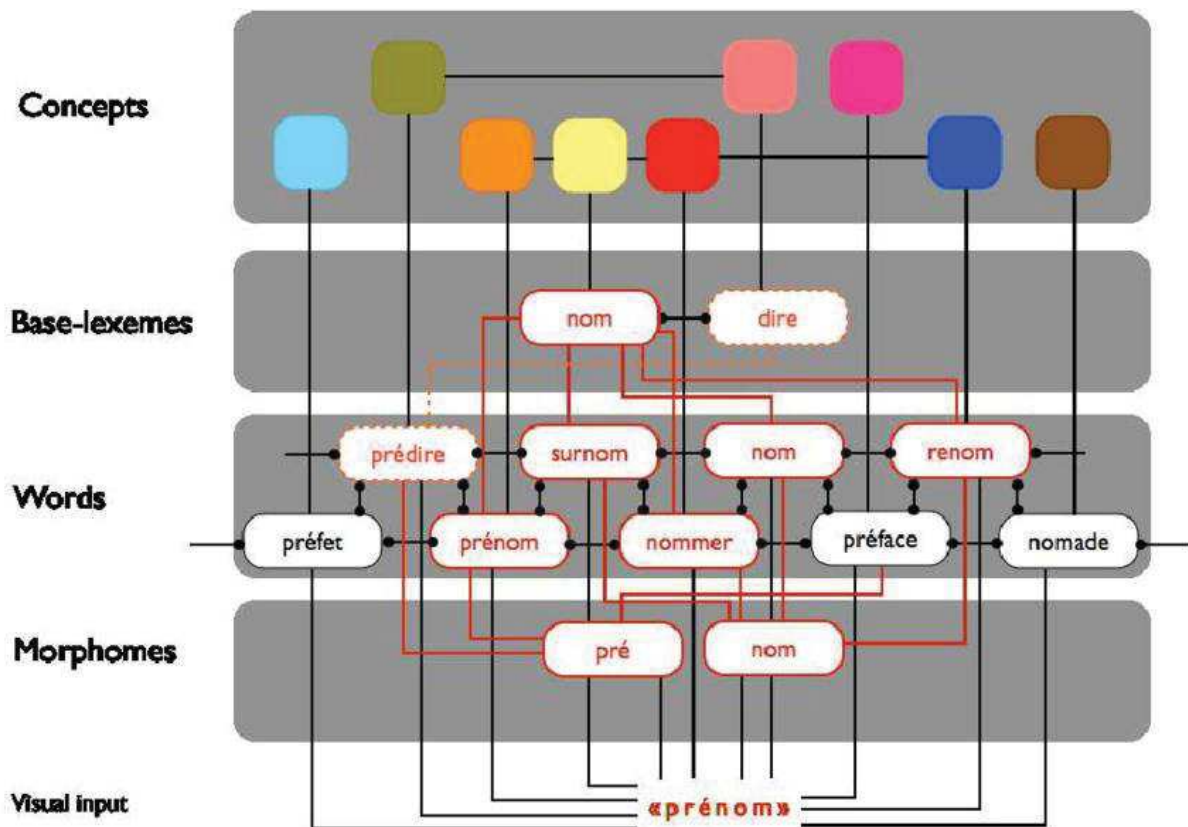 Concepts
Base-lexemes
nom
dire
Words
prédire
surnom
nom
renom
préfet
prénom
nommer
préface
nomade
Morphomes
pré
nom
Visual input
«prénom»